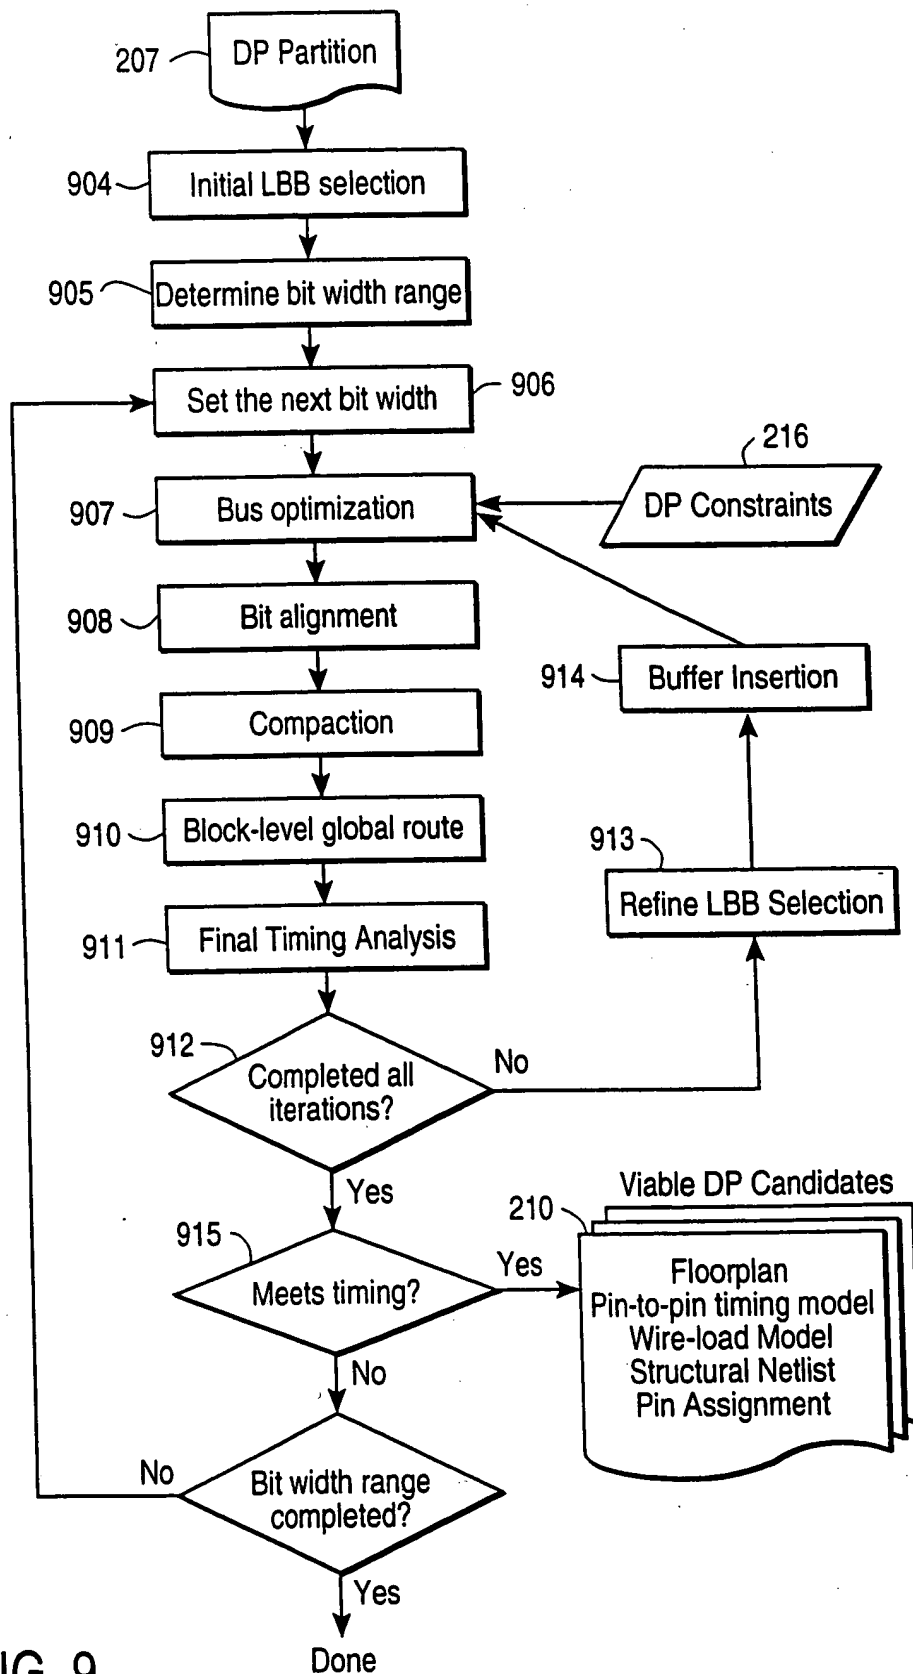 207
DP Partition
904
Initial LBB selection
905
Determine bit width range
Set the next bit width
906
216
907
Bus optimization
DP Constraints
908
Bit alignment
914
Buffer Insertion
909
Compaction
910
Block-level global route
913
Refine LBB Selection
911
Final Timing Analysis
912
Completed all
iterations?
No
Yes
Viable DP Candidates
210
915
Meets timing?
Yes
Floorplan
Pin-to-pin timing model
Wire-load Model
Structural Netlist
Pin Assignment
No
No
Bit width range
completed?
Yes
Done
9